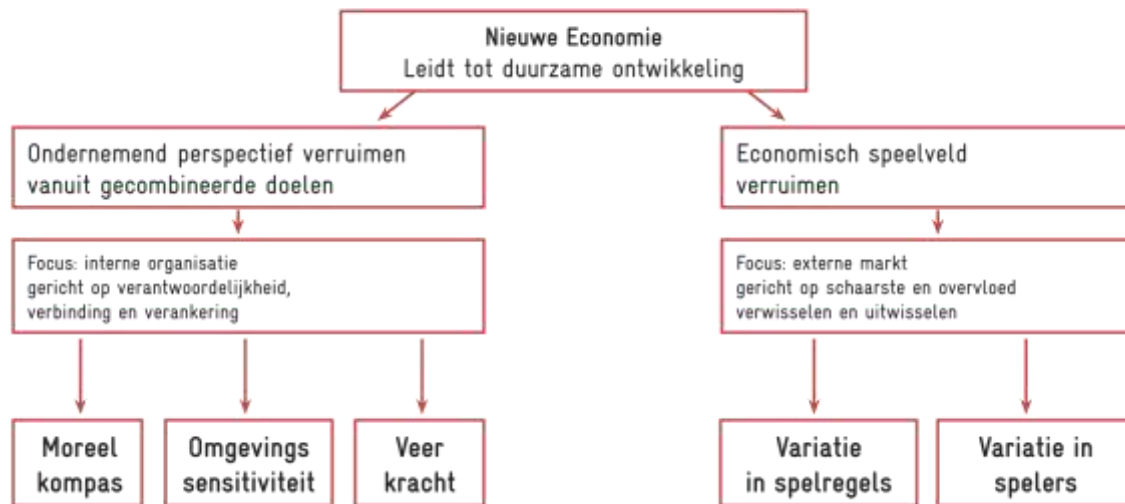 Nieuwe Economie
Leidt tot duurzame ontwikkeling
Ondernemend perspectief verruimen
vanuit gecombineerde doelen
Economisch speelveld
verruimen
Focus: interne organisatie
gericht op verantwoordelijkheid,
verbinding en verankering
Focus: externe markt
gericht op schaarste en overvloed
verwisselen en uitwisselen
Moreel
kompas
Omgevings
sensitiviteit
Veer
kracht
Variatie
in spelregels
Variatie in
spelers